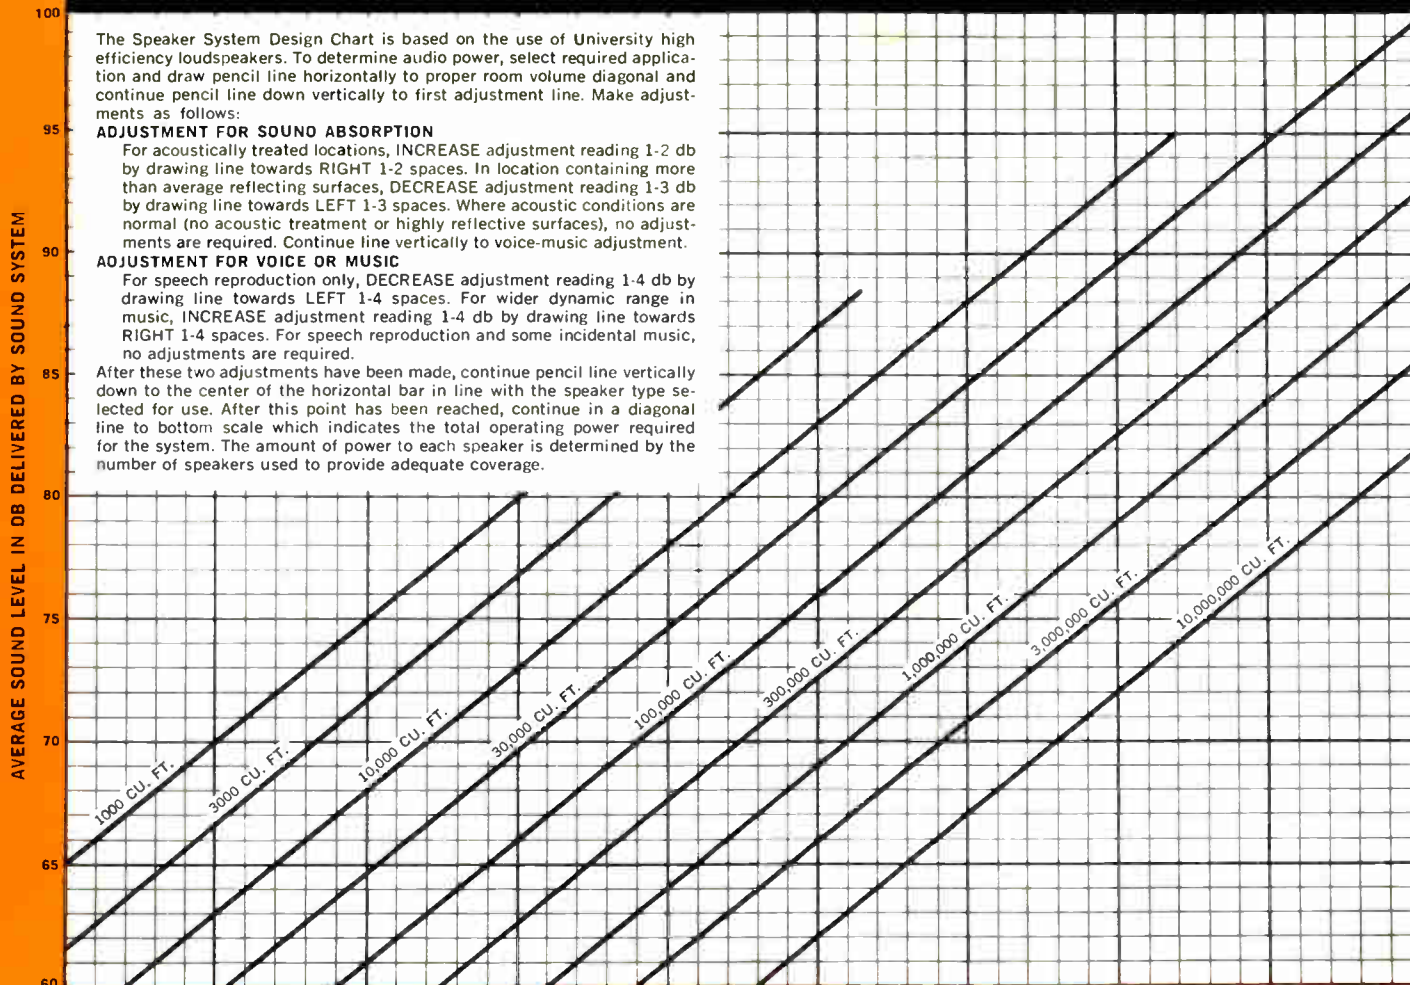 100
The Speaker System Design Chart is based on the use of University high
efficiency loudspeakers. To determine audio power, select required applica-
tion and draw pencil line horizontally to proper room volume diagonal and
continue pencil line down vertically to first adjustment line. Make adjust-
ments as follows:
ADJUSTMENT FOR SOUND ABSORPTION
For acoustically treated locations, INCREASE adjustment reading 1-2 db
by drawing line towards RIGHT 1-2 spaces. In location containing more
than average reflecting surfaces, DECREASE adjustment reading 1-3 db
by drawing line towards LEFT 1-3 spaces. Where acoustic conditions are
normal (no acoustic treatment or highly reflective surfaces), no adjust-
ments are required. Continue line vertically to voice-music adjustment.
ADJUSTMENT FOR VOICE OR MUSIC
For speech reproduction only, DECREASE adjustment reading 1-4 db by
drawing line towards LEFT 1-4 spaces. For wider dynamic range in
music, INCREASE adjustment reading 1-4 db by drawing line towards
RIGHT 1-4 spaces. For speech reproduction and some incidental music,
no adjustments are required.
After these two adjustments have been made, continue pencil line vertically
down to the center of the horizontal bar in line with the speaker type se-
lected for use. After this point has been reached, continue in a diagonal
line to bottom scale which indicates the total operating power required
for the system. The amount of power to each speaker is determined by the
number of speakers used to provide adequate coverage.
95
90
85
80
75
70
65
60
AVERAGE SOUND LEVEL IN DB DELIVERED BY SOUND SYSTEM
1000 CU. FT.
3000 CU. FT.
10,000 CU. FT.
30,000 CU. FT.
100,000 CU. FT.
300,000 CU. FT.
1,000,000 CU. FT.
3,000,000 CU. FT.
10,000,000 CU. FT.